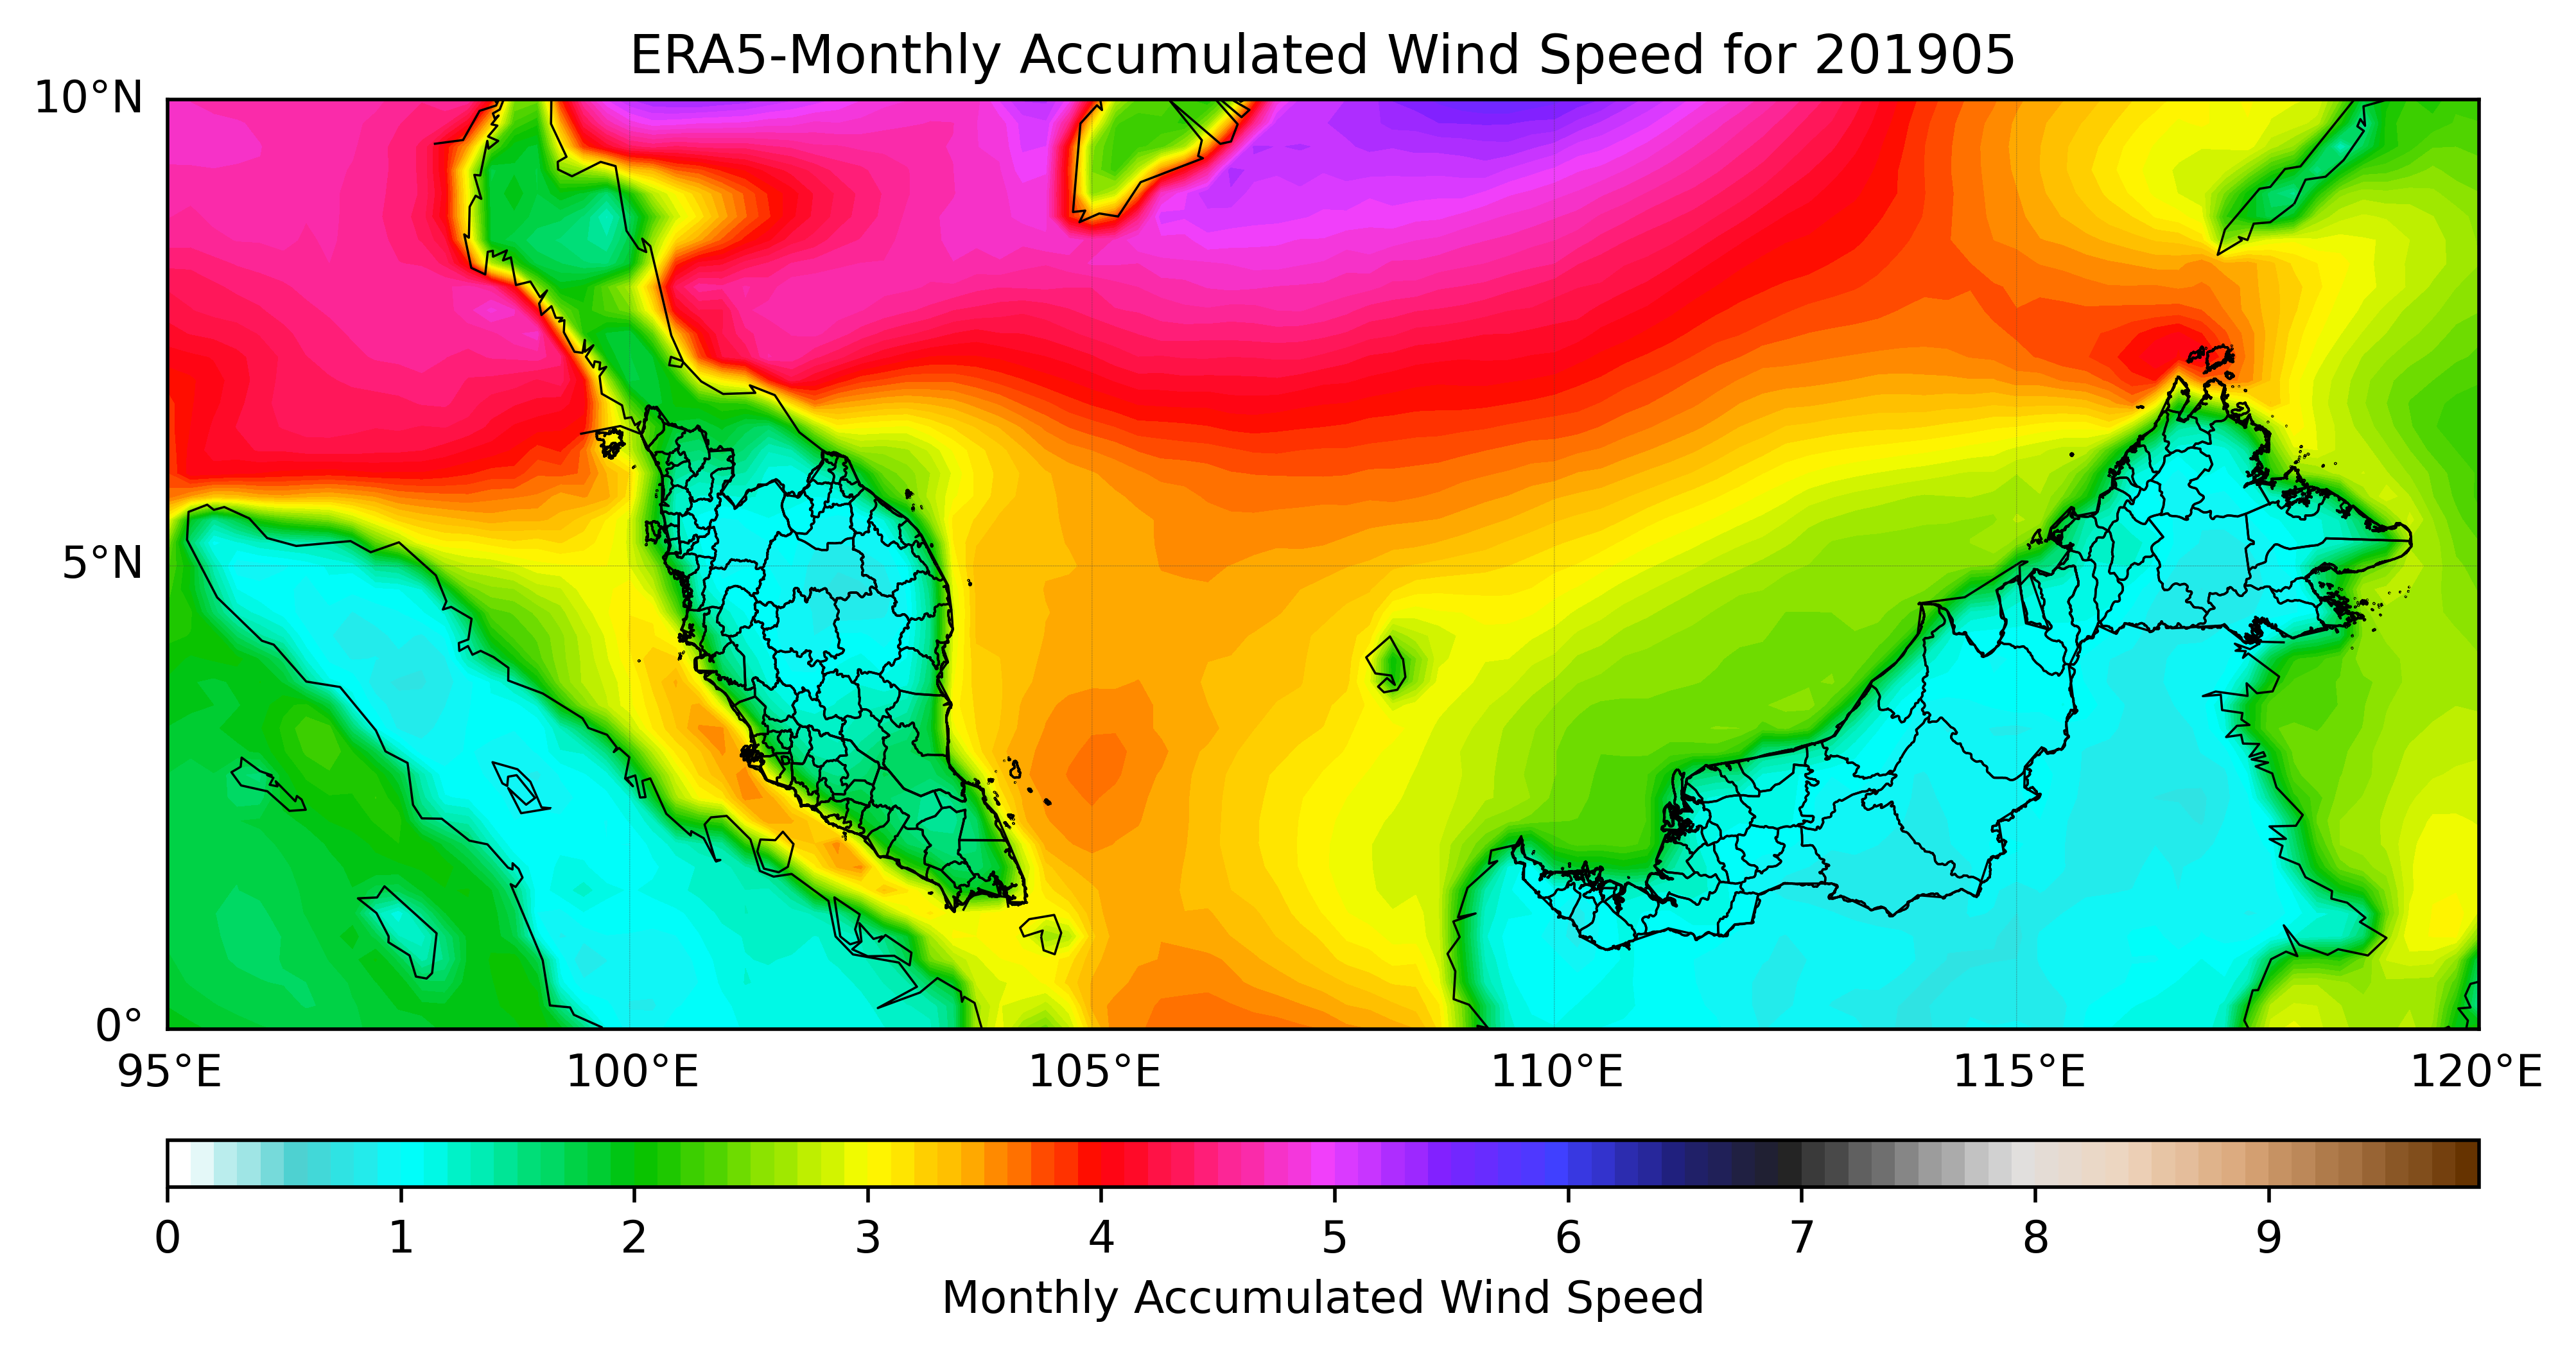 ERA5-Monthly Accumulated Wind Speed for 201905
10°N
5°N
0°
95°E 100°E 105°E 110°E 115°E 120°E
0 1 2 3 4 5 6 7 8 9
Monthly Accumulated Wind Speed